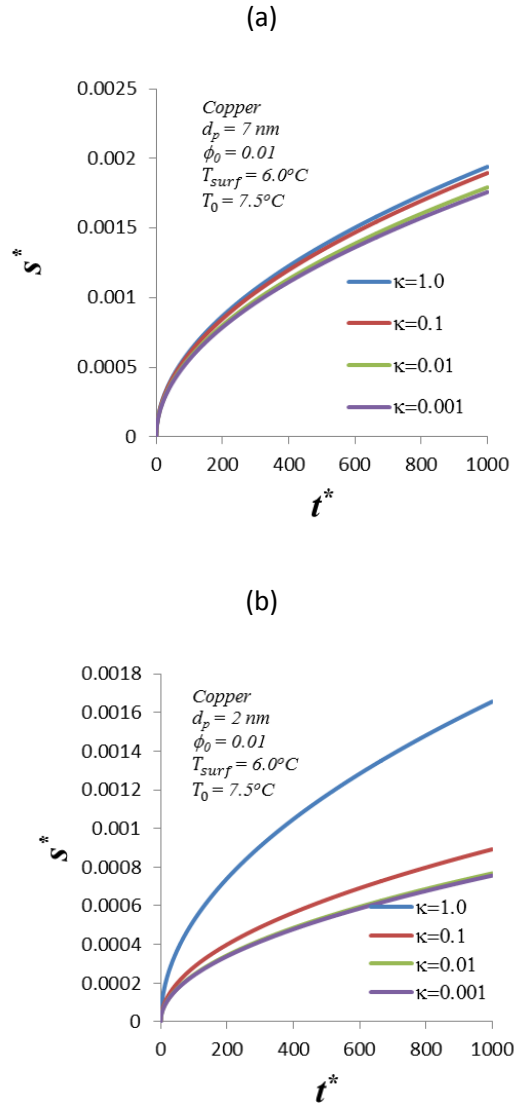 (a)
0.0025
0.002
0.0015
0.001
0.0005
0
0 200 400 600 800 1000
s*
t*
Copper
d_p = 7 nm
ϕ_0 = 0.01
T_surf = 6.0°C
T_0 = 7.5°C
κ=1.0
κ=0.1
κ=0.01
κ=0.001
(b)
0.0018
0.0016
0.0014
0.0012
0.001
0.0008
0.0006
0.0004
0.0002
0
0 200 400 600 800 1000
s*
t*
Copper
d_p = 2 nm
ϕ_0 = 0.01
T_surf = 6.0°C
T_0 = 7.5°C
κ=1.0
κ=0.1
κ=0.01
κ=0.001